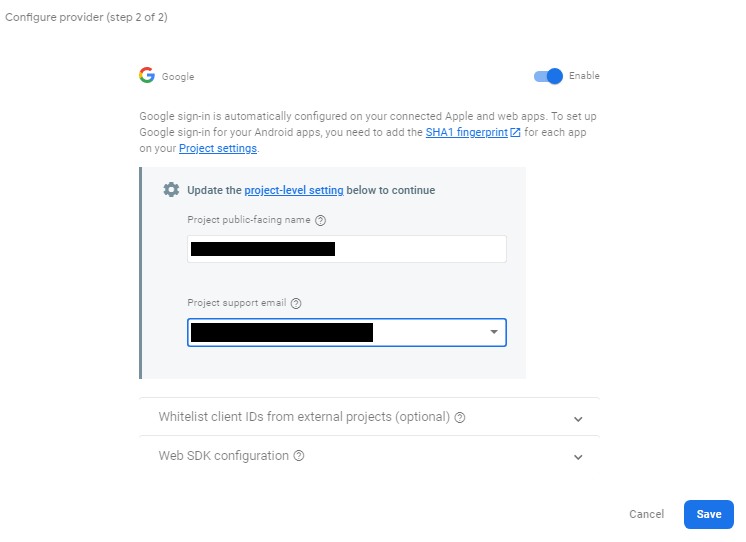 Configure provider (step 2 of 2)
Google
Enable
Google sign-in is automatically configured on your connected Apple and web apps. To set up
Google sign-in for your Android apps, you need to add the SHA1 fingerprint for each app
on your Project settings.
Update the project-level setting below to continue
Project public-facing name
Project support email
Whitelist client IDs from external projects (optional)
Web SDK configuration
Cancel
Save